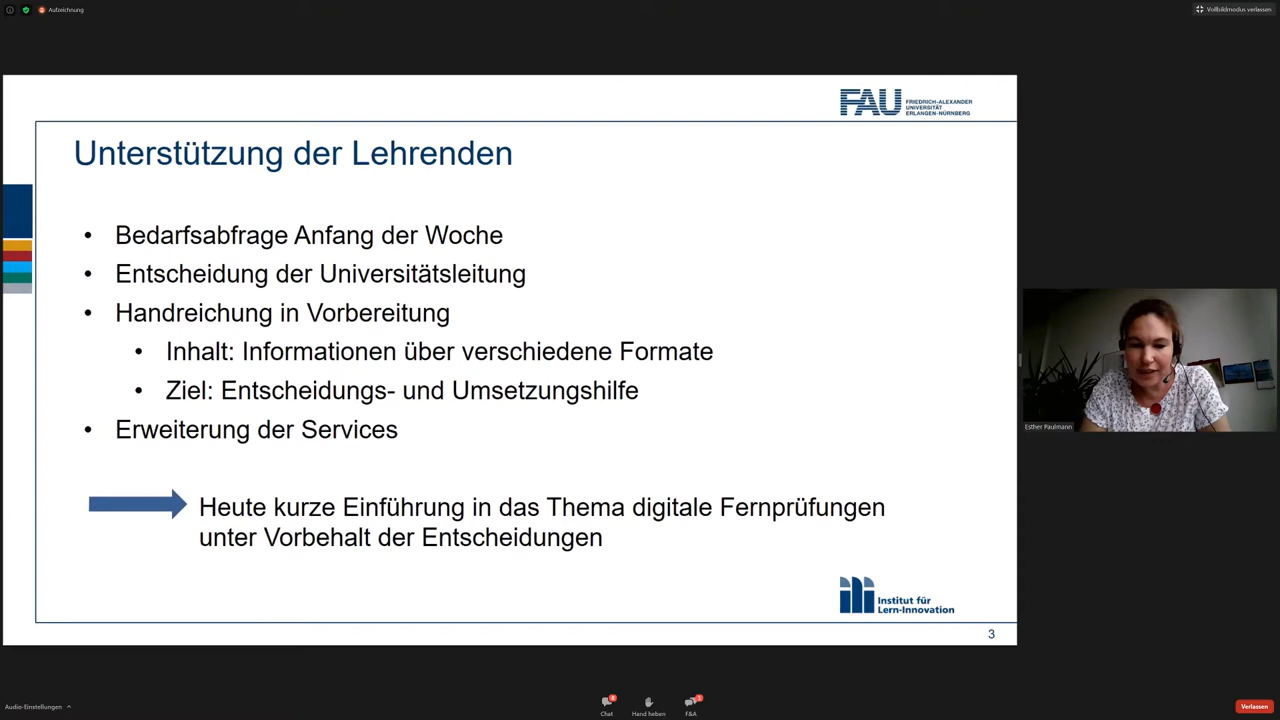 Aufzeichnung
Vollbildmodus verlassen
FAU
FRIEDRICH-ALEXANDER
UNIVERSITÄT
ERLANGEN-NÜRNBERG
Unterstützung der Lehrenden
• Bedarfsabfrage Anfang der Woche
• Entscheidung der Universitätsleitung
• Handreichung in Vorbereitung
• Inhalt: Informationen über verschiedene Formate
• Ziel: Entscheidungs- und Umsetzungshilfe
• Erweiterung der Services
Heute kurze Einführung in das Thema digitale Fernprüfungen
unter Vorbehalt der Entscheidungen
Esther Paulmann
ili
Institut für
Lern-Innovation
3
Audio-Einstellungen
Chat
Hand heben
F&A
Verlassen